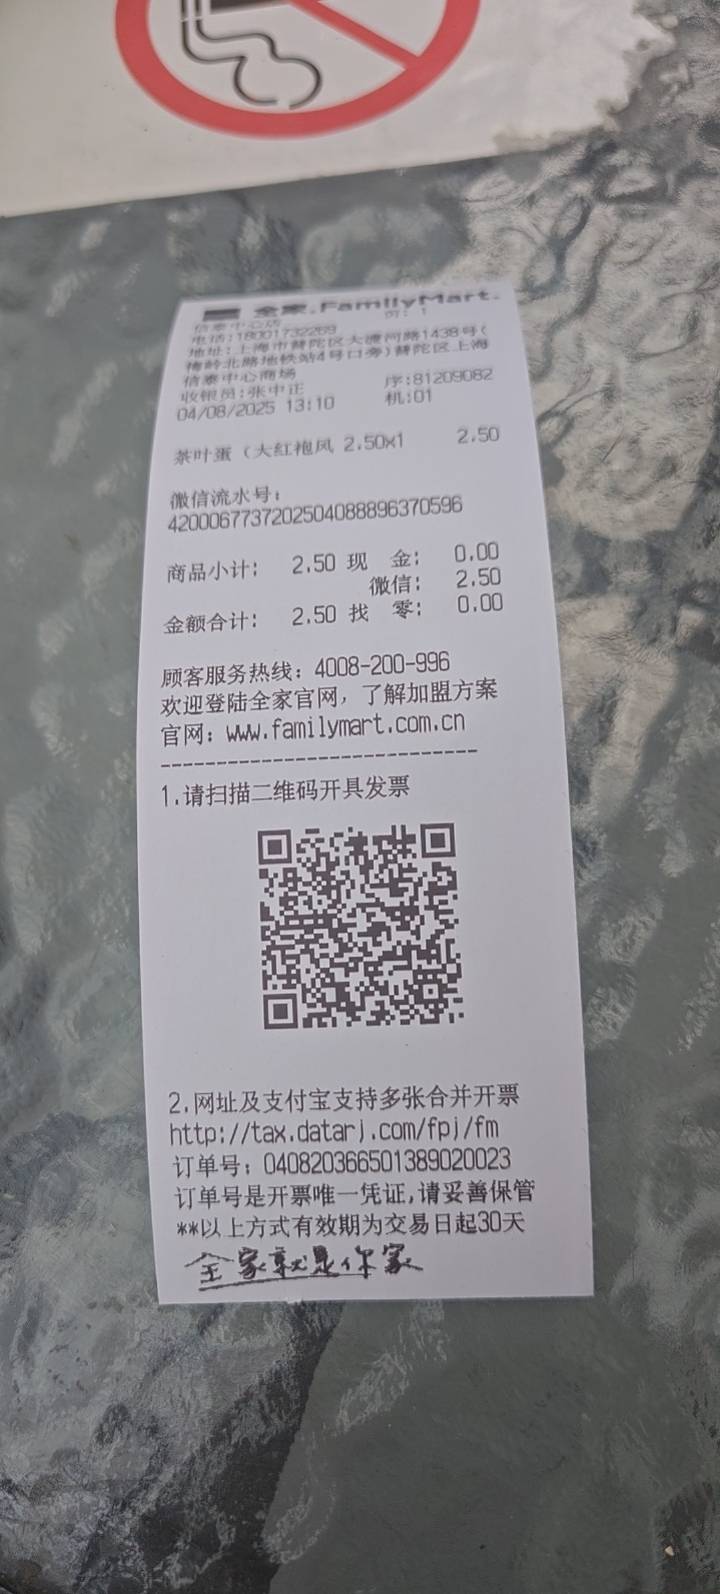 全家.FamilyMart.
信泰中心店 页: 1
电话:18001732269
地址:上海市普陀区大渡河路1438号(
梅岭北路地铁站4号口旁)普陀区上海
信泰中心商场
收银员:张中正 序:81209082
04/08/2025 13:10 机:01
茶叶蛋(大红袍风 2.50x1 2.50
微信流水号:
4200067737202504088896370596
商品小计: 2.50 现 金: 0.00
微信: 2.50
金额合计: 2.50 找 零: 0.00
顾客服务热线: 4008-200-996
欢迎登陆全家官网, 了解加盟方案
官网: www.familymart.com.cn
1.请扫描二维码开具发票
2.网址及支付宝支持多张合并开票
http://tax.datarj.com/fpj/fm
订单号: 040820366501389020023
订单号是开票唯一凭证,请妥善保管
**以上方式有效期为交易日起30天
全家就是你家